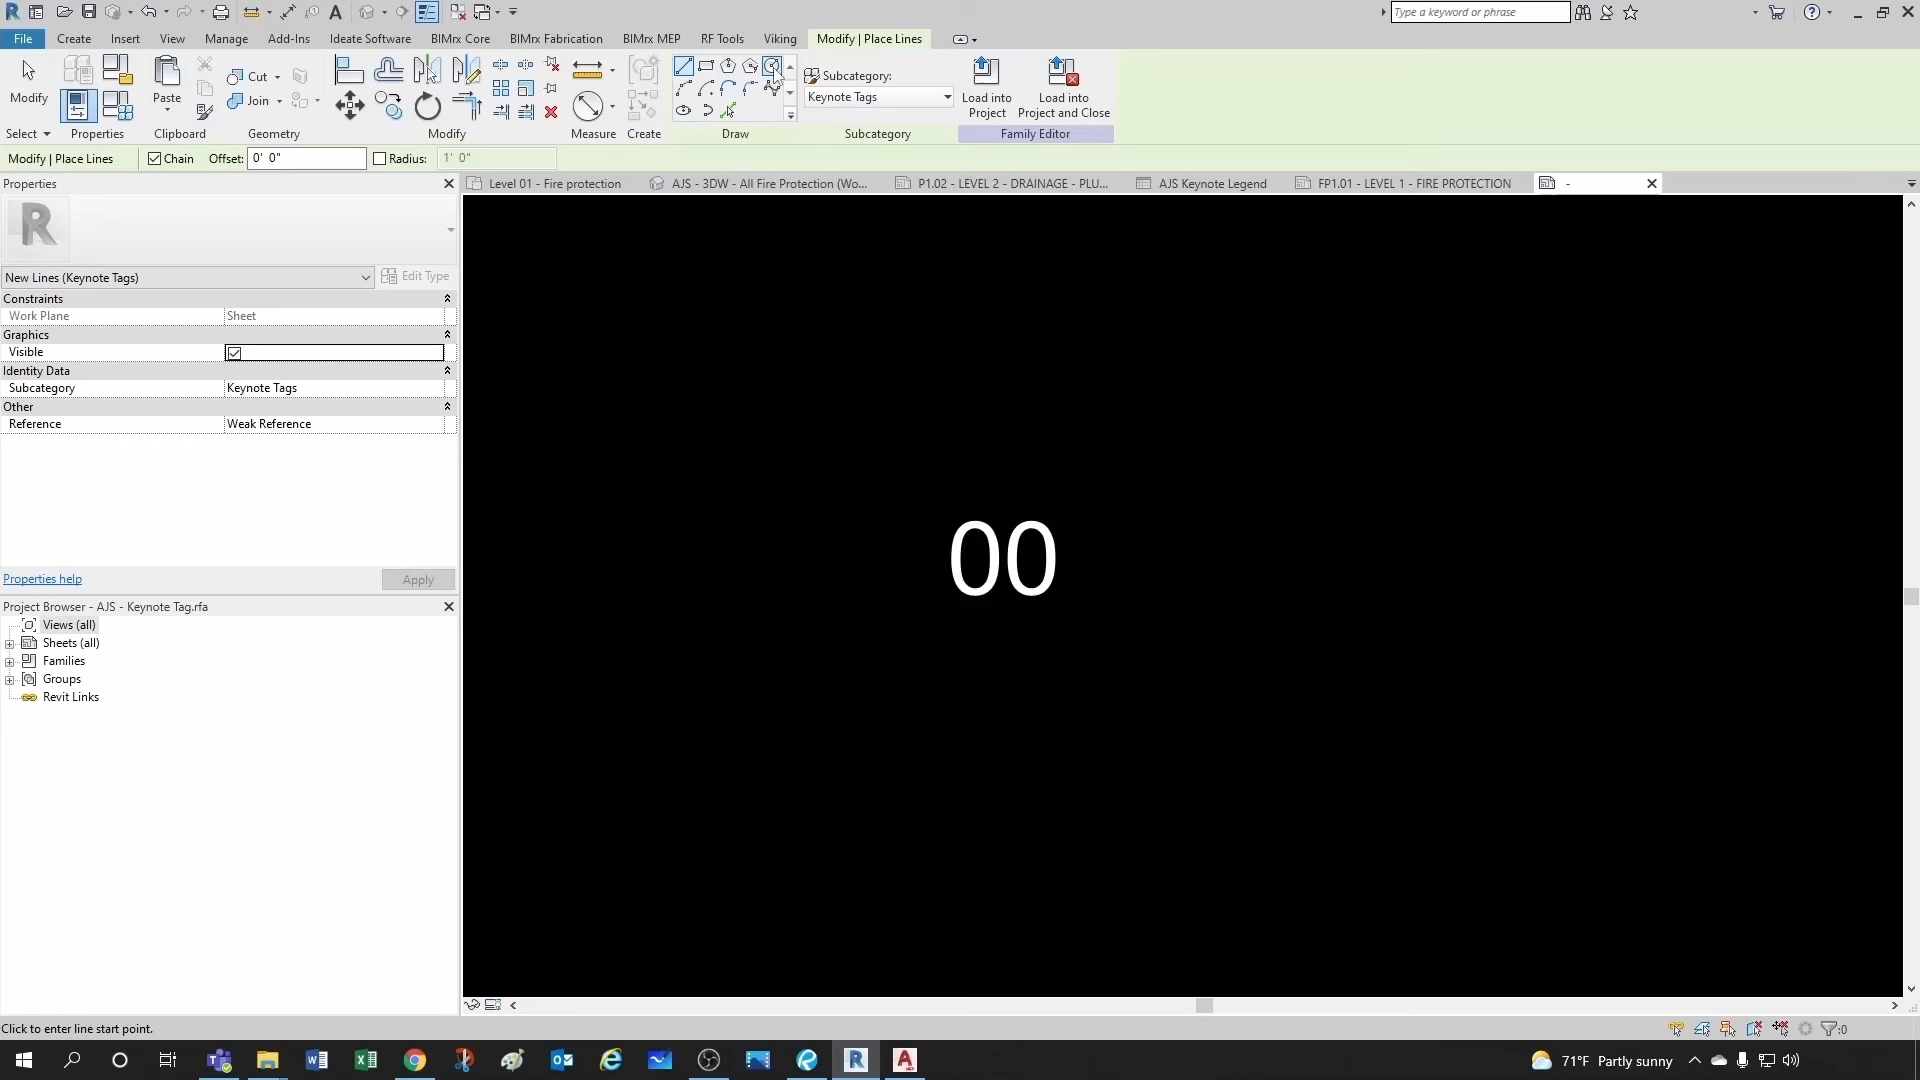 Type a keyword or phrase
File Create Insert View Manage Add-Ins Ideate Software BIMrx Core BIMrx Fabrication BIMrx MEP RF Tools Viking Modify | Place Lines
Modify Paste Cut Join Subcategory: Keynote Tags Load into Project Load into Project and Close
Select Properties Clipboard Geometry Modify Measure Create Draw Subcategory Family Editor
Modify | Place Lines Chain Offset: 0' 0" Radius: 1' 0"
Properties
Level 01 - Fire protection AJS - 3DW - All Fire Protection (Wo... P1.02 - LEVEL 2 - DRAINAGE - PLU... AJS Keynote Legend FP1.01 - LEVEL 1 - FIRE PROTECTION -
New Lines (Keynote Tags) Edit Type
Constraints
Work Plane Sheet
Graphics
Visible
Identity Data
Subcategory Keynote Tags
Other
Reference Weak Reference
00
Properties help Apply
Project Browser - AJS - Keynote Tag.rfa
Views (all)
Sheets (all)
Families
Groups
Revit Links
Click to enter line start point.
:0
71°F Partly sunny